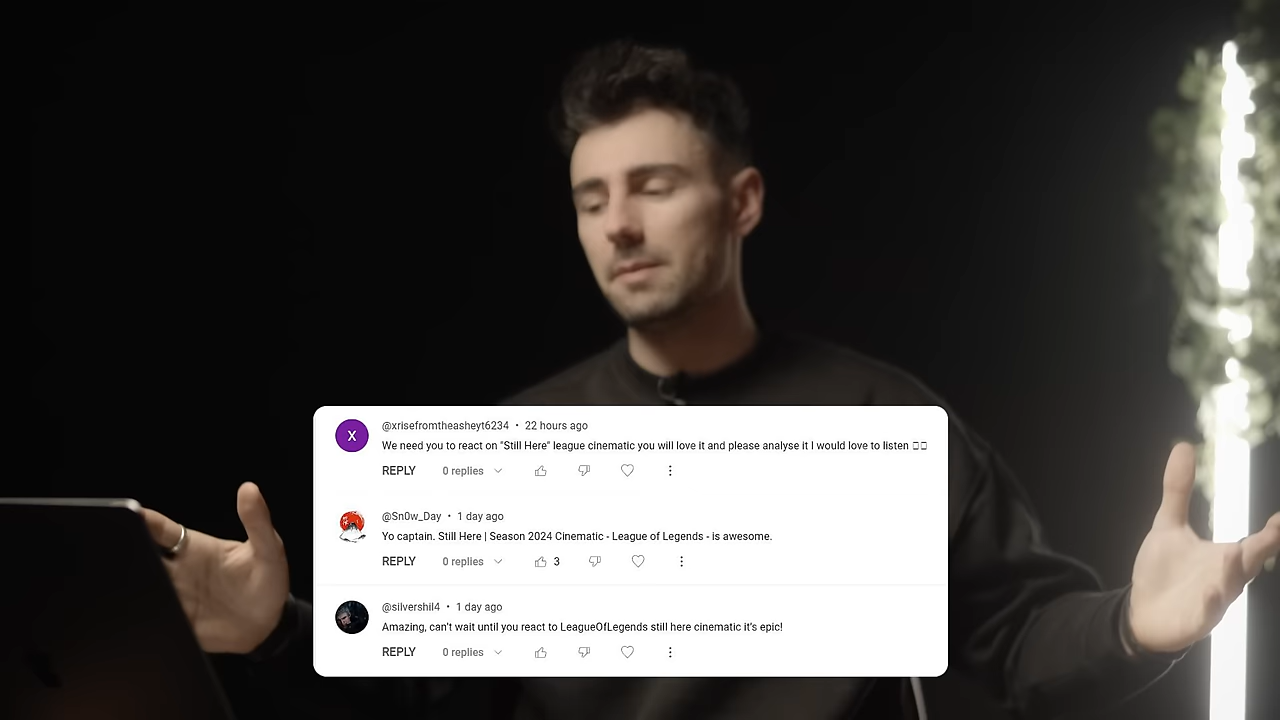 X
@xrisefromtheasheyt6234 • 22 hours ago
We need you to react on "Still Here" league cinematic you will love it and please analyse it I would love to listen
REPLY 0 replies
@Sn0w_Day • 1 day ago
Yo captain. Still Here | Season 2024 Cinematic - League of Legends - is awesome.
REPLY 0 replies 3
@silvershil4 • 1 day ago
Amazing, can't wait until you react to LeagueOfLegends still here cinematic it's epic!
REPLY 0 replies